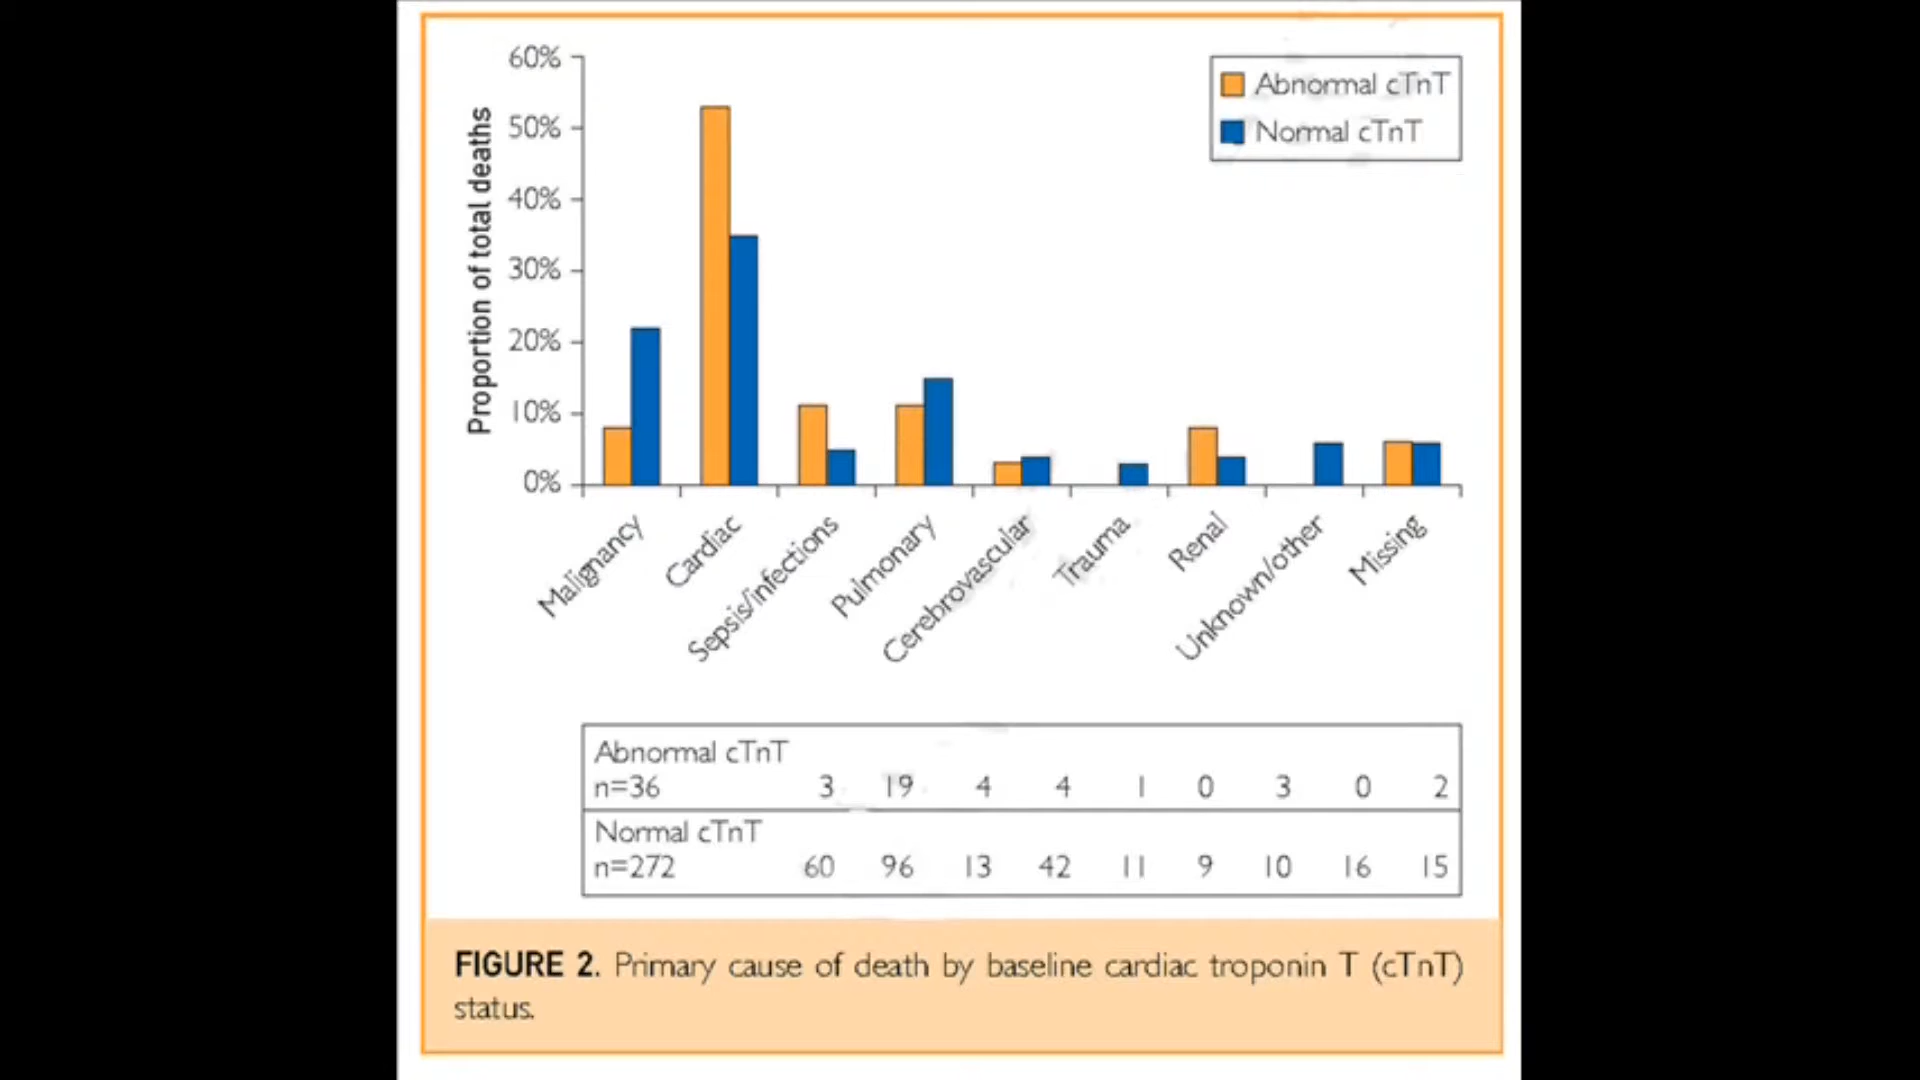 60%
50%
40%
30%
20%
10%
0%
Proportion of total deaths
Abnormal cTnT
Normal cTnT
Malignancy
Cardiac
Sepsis/infections
Pulmonary
Cerebrovascular
Trauma
Renal
Unknown/other
Missing
Abnormal cTnT
n=36 3 19 4 4 1 0 3 0 2
Normal cTnT
n=272 60 96 13 42 11 9 10 16 15
FIGURE 2. Primary cause of death by baseline cardiac troponin T (cTnT)
status.